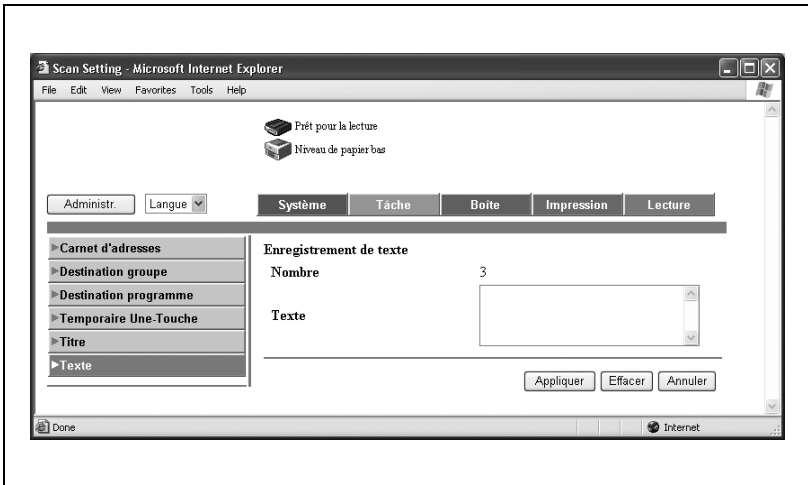 Scan Setting - Microsoft Internet Explorer
File Edit View Favorites Tools Help
Prêt pour la lecture
Niveau de papier bas
Administr. Langue Système Tâche Boîte Impression Lecture
Carnet d'adresses
Destination groupe
Destination programme
Temporaire Une-Touche
Titre
Texte
Enregistrement de texte
Nombre 3
Texte
Appliquer Effacer Annuler
Done Internet